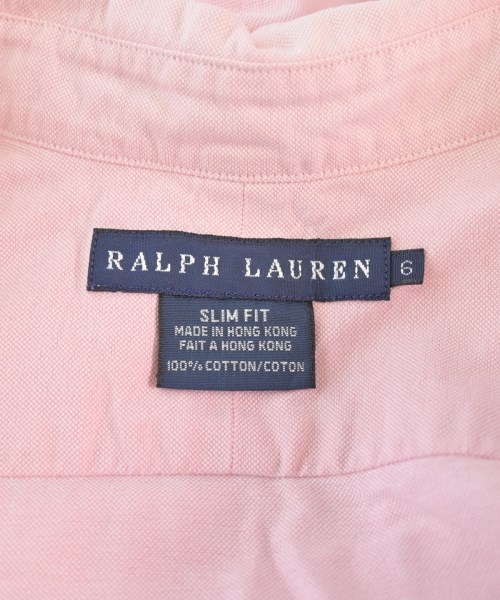 RALPH LAUREN 6
SLIM FIT
MADE IN HONG KONG
FAIT A HONG KONG
100% COTTON/COTON